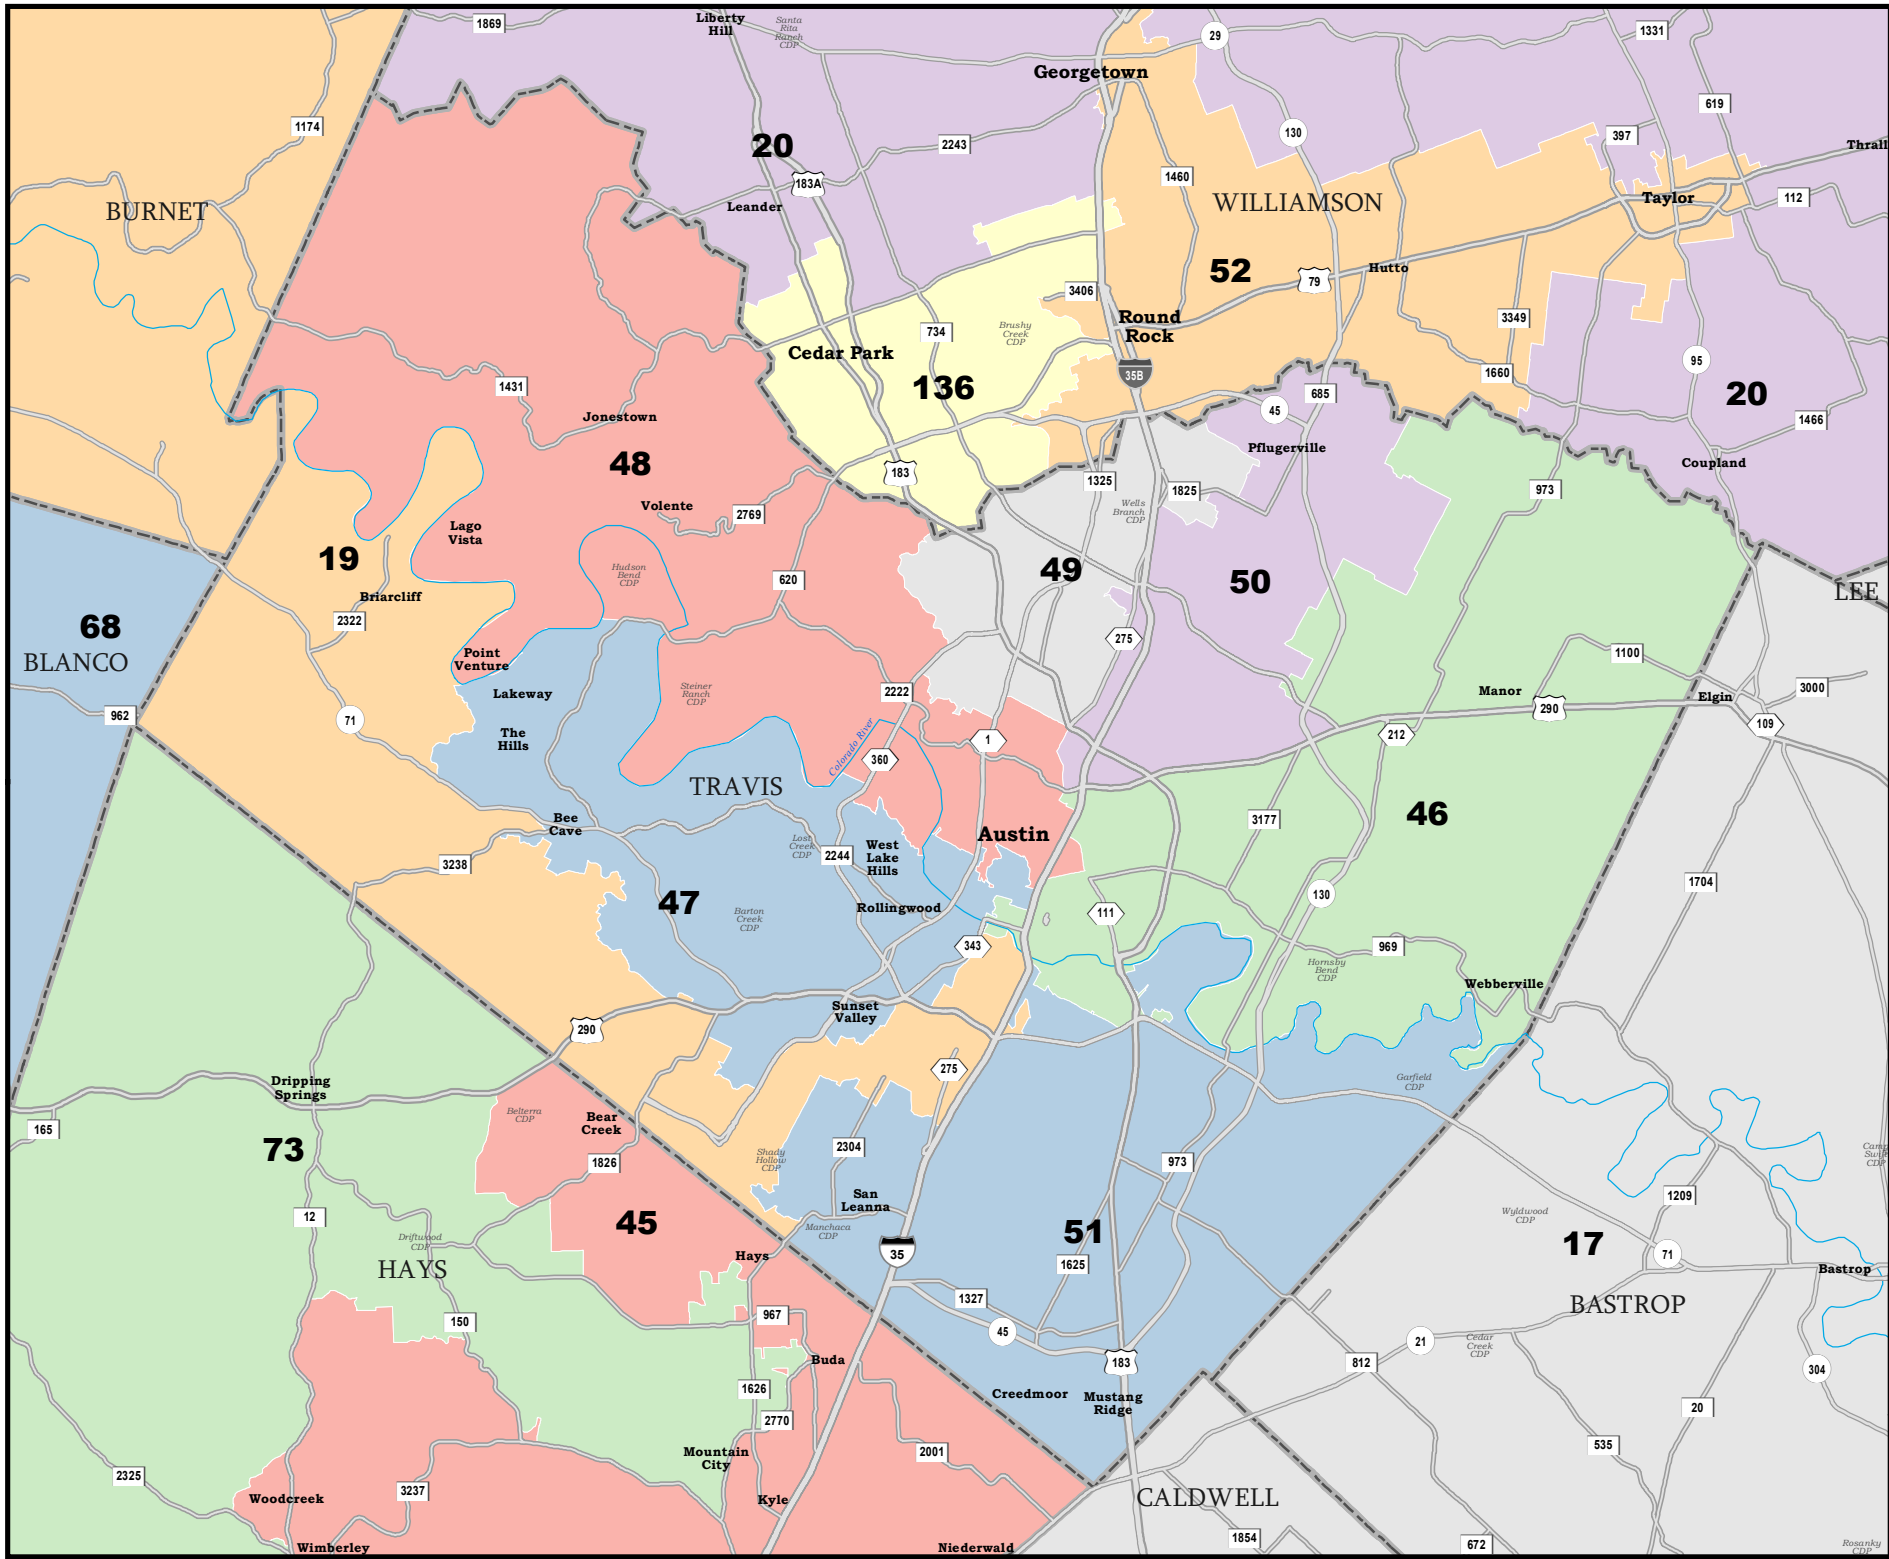 1869
Liberty
Hill
Santa
Rita
Ranch
CDP
29
1331
Georgetown
619
1174
130
397
20
2243
Thrall
183A
1460
Leander
WILLIAMSON
Taylor
112
BURNET
52
79
Hutto
3406
Round
Rock
734
Brushy
Creek
CDP
3349
Cedar Park
35B
95
1431
136
1660
20
685
45
Jonestown
1466
Pflugerville
48
183
Coupland
1325
1825
973
Volente
2769
Wells
Branch
CDP
Lago
Vista
19
Hudson
Bend
CDP
620
49
50
LEE
Briarcliff
2322
68
BLANCO
275
1100
Point
Venture
Lakeway
Steiner
Ranch
CDP
2222
Manor
290
Elgin
3000
962
71
109
The
Hills
Colorado River
1
212
360
TRAVIS
Bee
Cave
3177
46
Austin
Lost
Creek
CDP
2244
West
Lake
Hills
3238
1704
130
47
Barton
Creek
CDP
Rollingwood
111
343
969
Hornsby
Bend
CDP
Webberville
Sunset
Valley
290
275
Garfield
CDP
Dripping
Springs
Belterra
CDP
Bear
Creek
165
73
2304
Shady
Hollow
CDP
1826
973
Camp
Swift
CDP
San
Leanna
1209
12
45
Manchaca
CDP
51
Wyldwood
CDP
17
Driftwood
CDP
35
71
HAYS
Hays
1625
Bastrop
1327
BASTROP
967
150
45
21
Cedar
Creek
CDP
Buda
183
812
304
1626
Creedmoor
Mustang
Ridge
2770
20
Mountain
City
2001
535
2325
3237
Woodcreek
Kyle
CALDWELL
1854
672
Wimberley
Niederwald
Rosanky
CDP